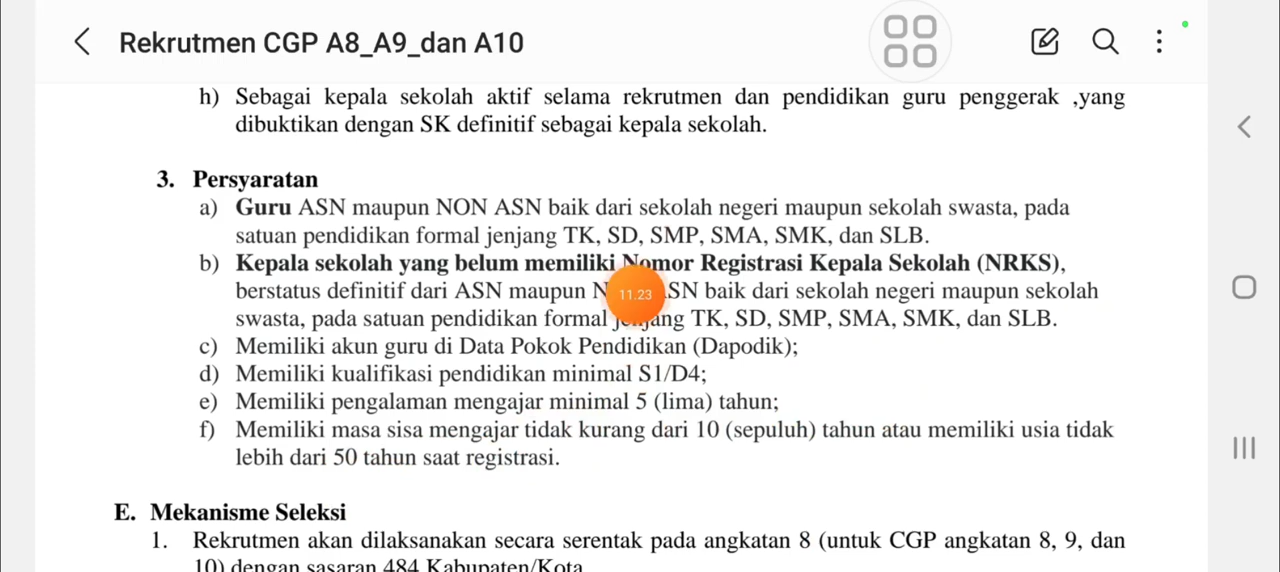 Rekrutmen CGP A8_A9_dan A10
h) Sebagai kepala sekolah aktif selama rekrutmen dan pendidikan guru penggerak ,yang
dibuktikan dengan SK definitif sebagai kepala sekolah.
3. Persyaratan
a) Guru ASN maupun NON ASN baik dari sekolah negeri maupun sekolah swasta, pada
satuan pendidikan formal jenjang TK, SD, SMP, SMA, SMK, dan SLB.
b) Kepala sekolah yang belum memiliki Nomor Registrasi Kepala Sekolah (NRKS),
berstatus definitif dari ASN maupun 11.23 baik dari sekolah negeri maupun sekolah
swasta, pada satuan pendidikan formal jenjang TK, SD, SMP, SMA, SMK, dan SLB.
c) Memiliki akun guru di Data Pokok Pendidikan (Dapodik);
d) Memiliki kualifikasi pendidikan minimal S1/D4;
e) Memiliki pengalaman mengajar minimal 5 (lima) tahun;
f) Memiliki masa sisa mengajar tidak kurang dari 10 (sepuluh) tahun atau memiliki usia tidak
lebih dari 50 tahun saat registrasi.
E. Mekanisme Seleksi
1. Rekrutmen akan dilaksanakan secara serentak pada angkatan 8 (untuk CGP angkatan 8, 9, dan
10) dengan sasaran 484 Kabupaten/Kota